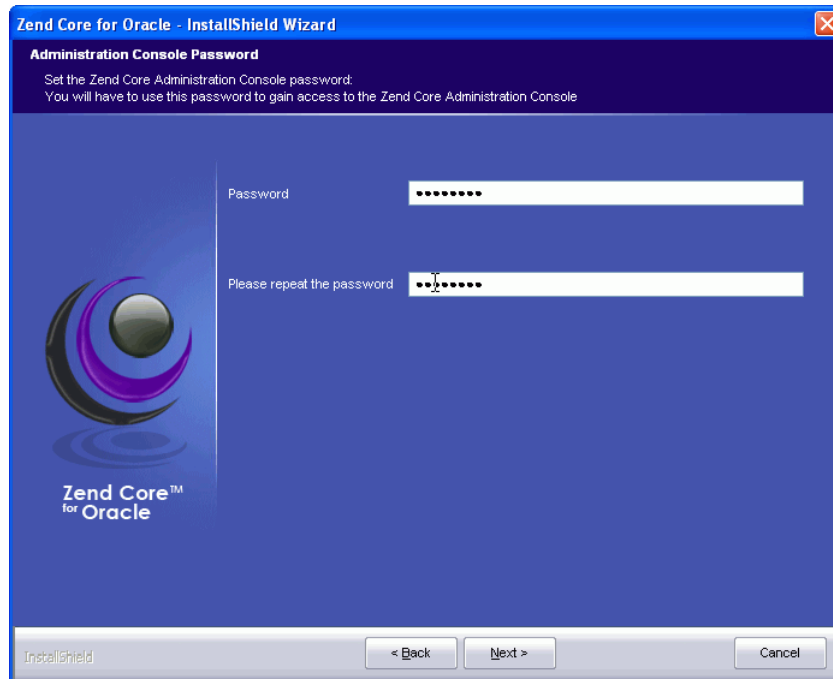 Zend Core for Oracle - InstallShield Wizard
Administration Console Password
Set the Zend Core Administration Console password:
You will have to use this password to gain access to the Zend Core Administration Console
Password
••••••••
Please repeat the password
••••••••
Zend Core™
for Oracle
InstallShield
< Back
Next >
Cancel